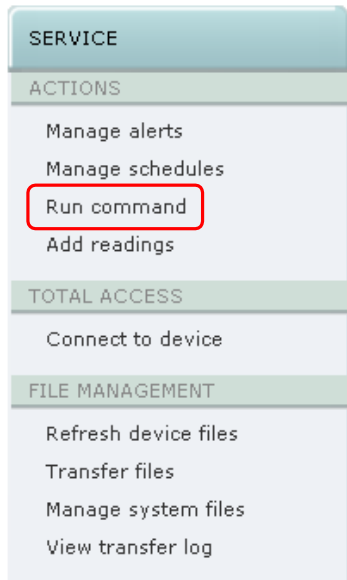 SERVICE
ACTIONS
Manage alerts
Manage schedules
Run command
Add readings
TOTAL ACCESS
Connect to device
FILE MANAGEMENT
Refresh device files
Transfer files
Manage system files
View transfer log